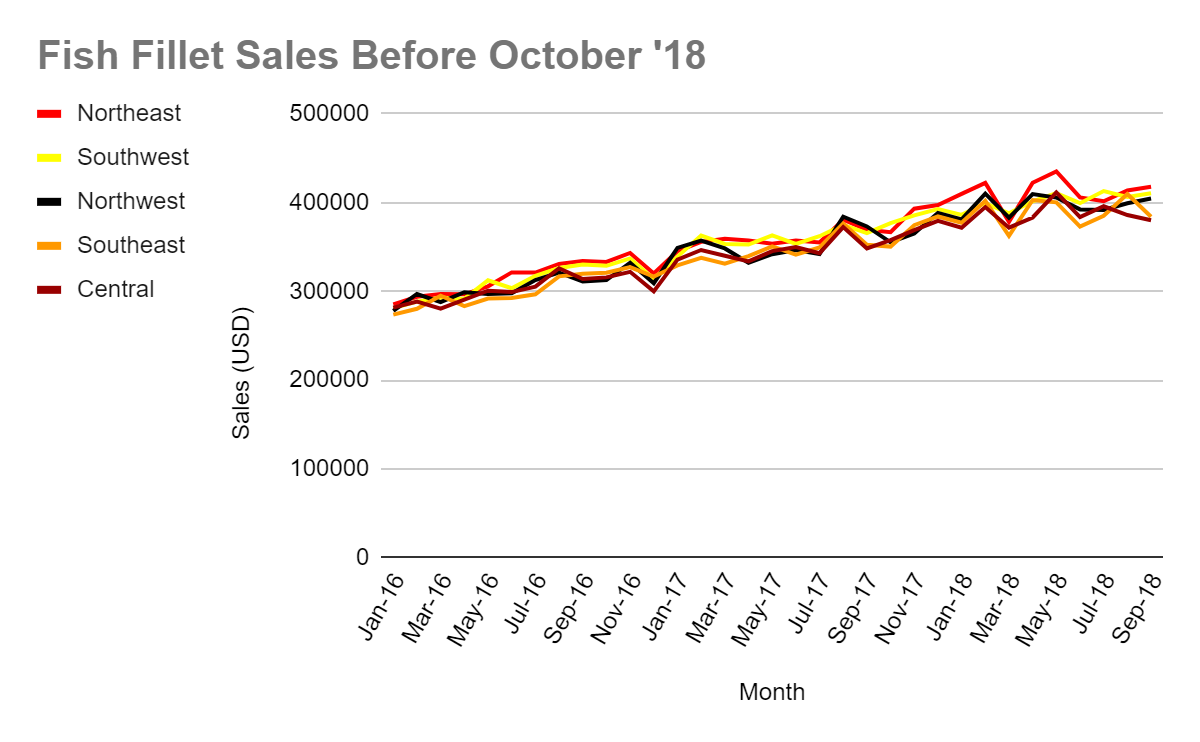 Fish Fillet Sales Before October '18
Northeast
Southwest
Northwest
Southeast
Central
500000
400000
300000
200000
100000
0
Sales (USD)
Jan-16
Mar-16
May-16
Jul-16
Sep-16
Nov-16
Jan-17
Mar-17
May-17
Jul-17
Sep-17
Nov-17
Jan-18
Mar-18
May-18
Jul-18
Sep-18
Month